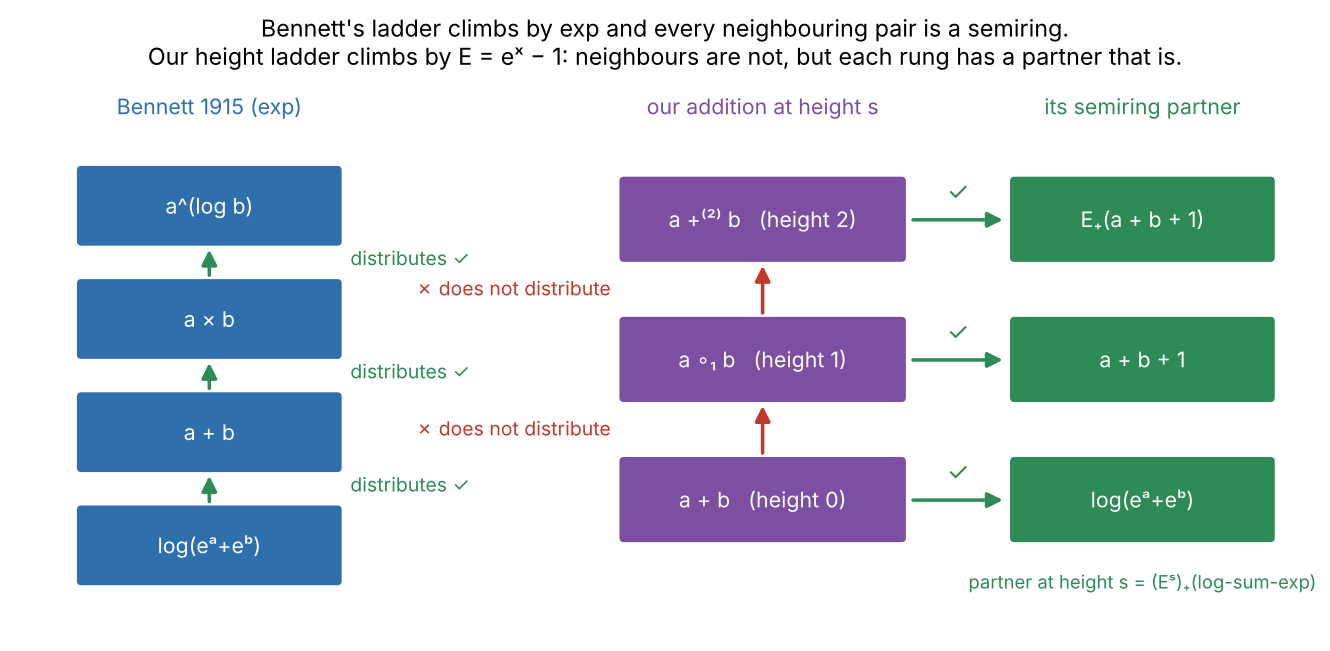 Bennett's ladder climbs by exp and every neighbouring pair is a semiring.
Our height ladder climbs by E = eˣ − 1: neighbours are not, but each rung has a partner that is.
Bennett 1915 (exp)
our addition at height s
its semiring partner
a^(log b)
a +⁽²⁾ b (height 2)
✓
E₊(a + b + 1)
distributes ✓
× does not distribute
a × b
a ∘₁ b (height 1)
✓
a + b + 1
distributes ✓
× does not distribute
a + b
a + b (height 0)
✓
log(eᵃ+eᵇ)
distributes ✓
log(eᵃ+eᵇ)
partner at height s = (Eˢ)₊(log-sum-exp)